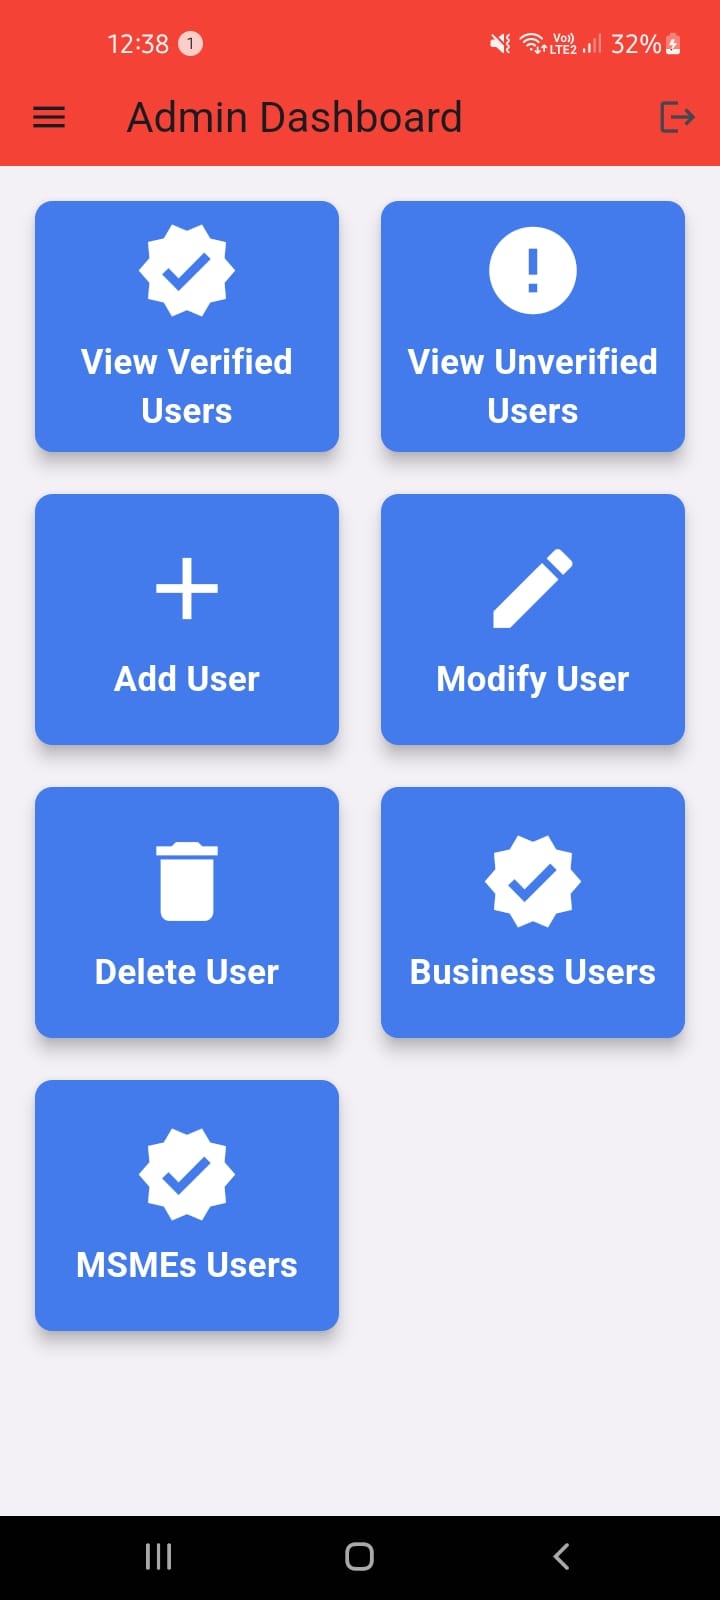 12:38 1 Vo)) LTE2 32%
Admin Dashboard
View Verified
Users
View Unverified
Users
Add User
Modify User
Delete User
Business Users
MSMEs Users